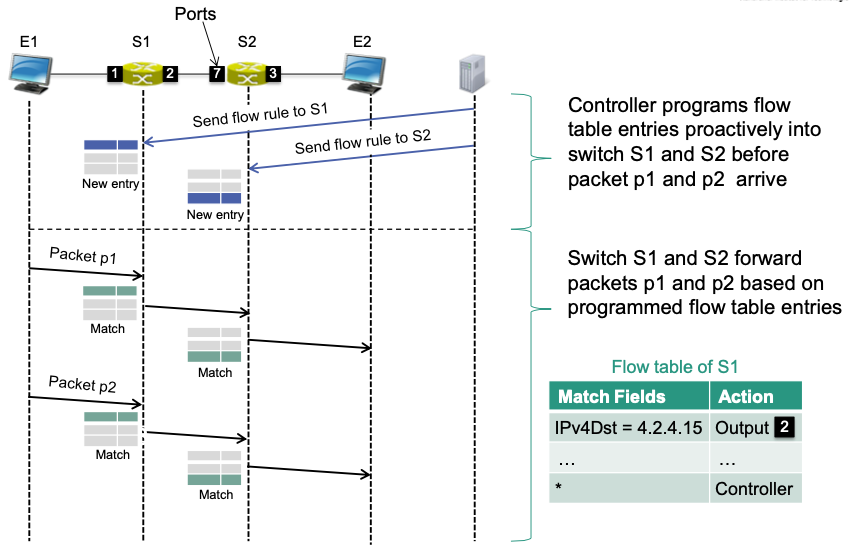 Ports
E1
S1
S2
E2
1
2
7
3
Send flow rule to S1
Send flow rule to S2
New entry
New entry
Controller programs flow
table entries proactively into
switch S1 and S2 before
packet p1 and p2 arrive
Packet p1
Match
Match
Packet p2
Match
Match
Switch S1 and S2 forward
packets p1 and p2 based on
programmed flow table entries
Flow table of S1
Match Fields Action
IPv4Dst = 4.2.4.15 Output 2
... ...
* Controller